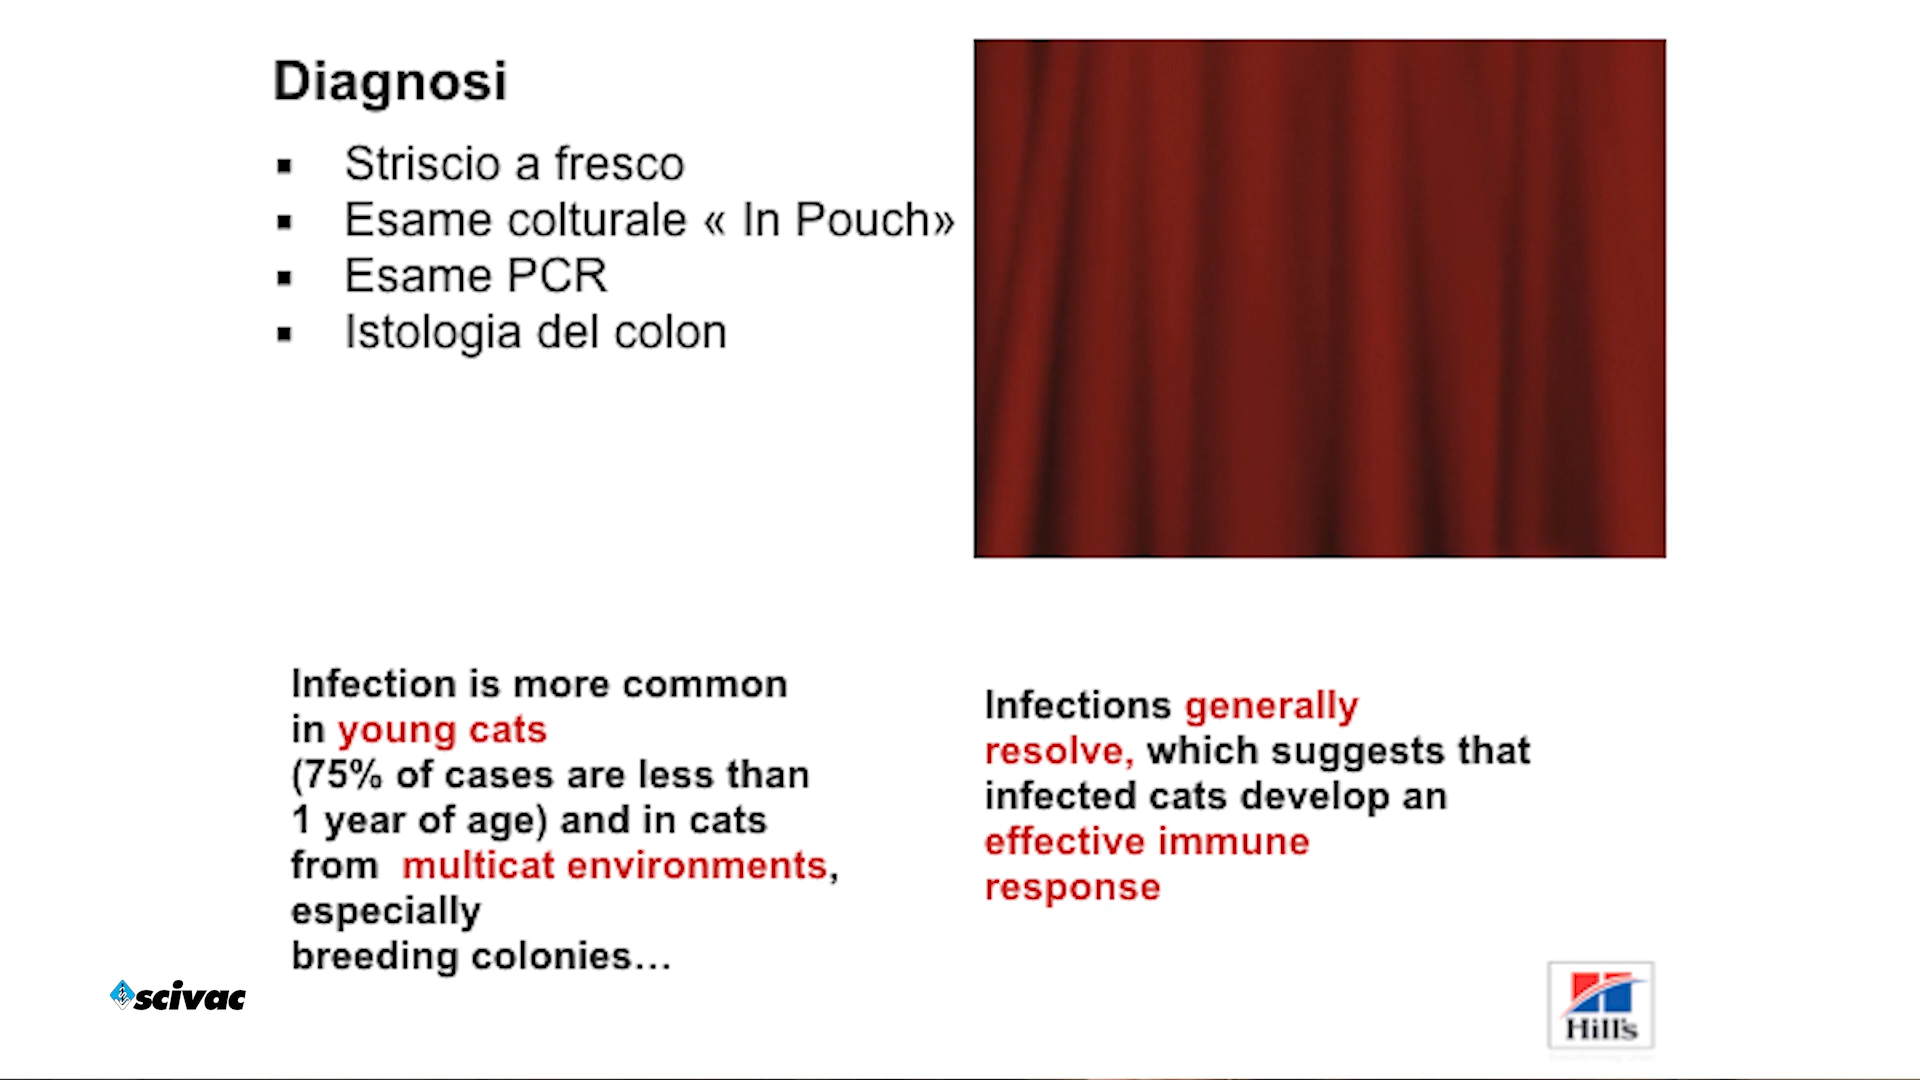 Diagnosi
▪ Striscio a fresco
▪ Esame colturale « In Pouch»
▪ Esame PCR
▪ Istologia del colon
Infection is more common
in young cats
(75% of cases are less than
1 year of age) and in cats
from multicat environments,
especially
breeding colonies…
Infections generally
resolve, which suggests that
infected cats develop an
effective immune
response
scivac
Hill's